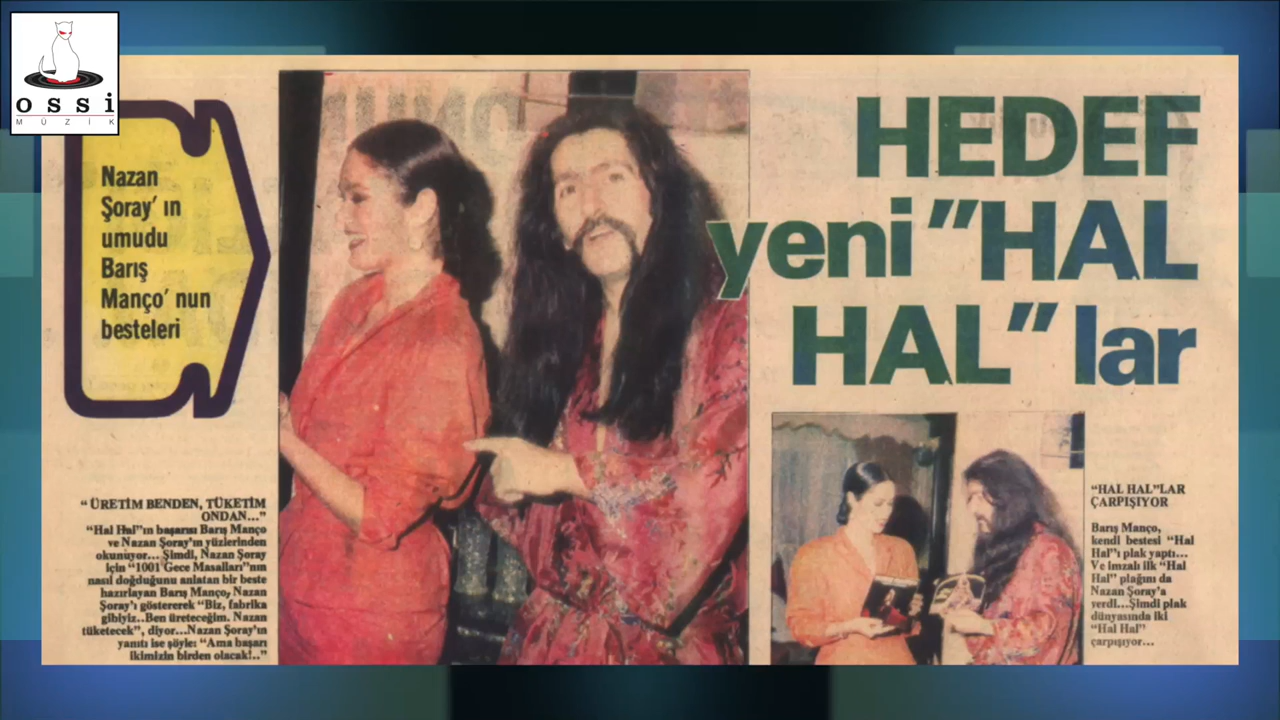 ossi
MÜZİK
Nazan
Şoray' ın
umudu
Barış
Manço' nun
besteleri
HEDEF
yeni "HAL
HAL" lar
" ÜRETİM BENDEN, TÜKETİM
ONDAN..."
"Hal Hal"ın başarısı Barış Manço
ve Nazan Şoray'ın yüzlerinden
okunuyor... Şimdi, Nazan Şoray
için "1001 Gece Masalları"nın
nasıl doğduğunu anlatan bir beste
hazırlayan Barış Manço, Nazan
Şoray'ı göstererek "Biz, fabrika
gibiyiz..Ben üreteceğim. Nazan
tüketecek", diyor...Nazan Şoray'ın
yanıtı ise şöyle: "Ama başarı
ikimizin birden olacak!.."
"HAL HAL"LAR
ÇARPIŞIYOR
Barış Manço,
kendi bestesi "Hal
Hal"ı plak yaptı...
Ve imzalı ilk "Hal
Hal" plağını da
Nazan Şoray'a
verdi...Şimdi plak
dünyasında iki
"Hal Hal"
çarpışıyor...